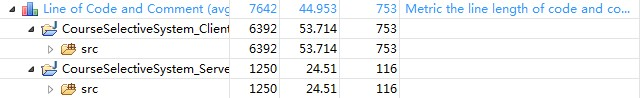 Line of Code and Comment (avg 7642 44.953 753 Metric the line length of code and co...
CourseSelectiveSystem_Client 6392 53.714 753
src 6392 53.714 753
CourseSelectiveSystem_Serve 1250 24.51 116
src 1250 24.51 116